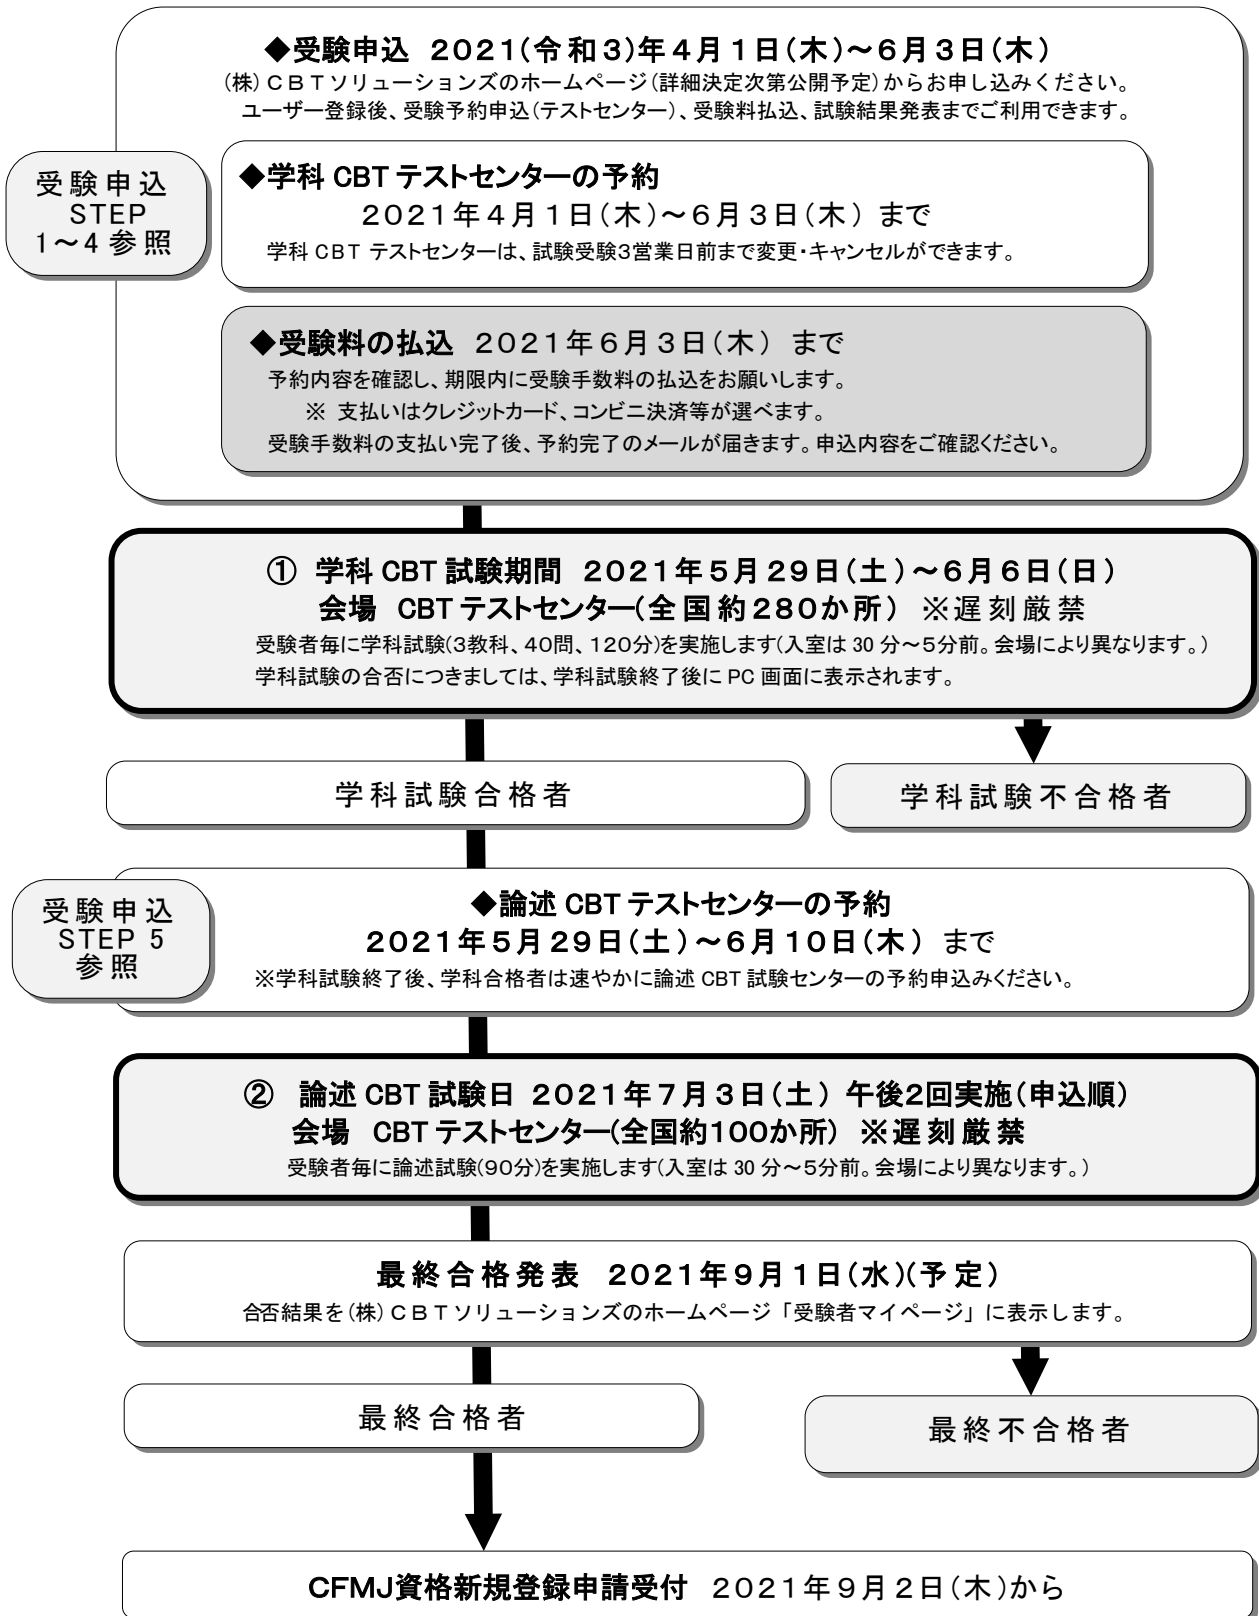 ◆受験申込 2021(令和3)年4月1日(木)～6月3日(木)
(株)CBTソリューションズのホームページ(詳細決定次第公開予定)からお申し込みください。
ユーザー登録後、受験予約申込(テストセンター)、受験料払込、試験結果発表までご利用できます。
受験申込
STEP
1～4 参照
◆学科 CBT テストセンターの予約
2021年4月1日(木)～6月3日(木) まで
学科 CBT テストセンターは、試験受験3営業日前まで変更・キャンセルができます。
◆受験料の払込 2021年6月3日(木) まで
予約内容を確認し、期限内に受験手数料の払込をお願いします。
※ 支払いはクレジットカード、コンビニ決済等が選べます。
受験手数料の支払い完了後、予約完了のメールが届きます。申込内容をご確認ください。
① 学科 CBT 試験期間 2021年5月29日(土)～6月6日(日)
会場 CBT テストセンター(全国約280か所) ※遅刻厳禁
受験者毎に学科試験(3教科、40問、120分)を実施します(入室は 30 分～5分前。会場により異なります。)
学科試験の合否につきましては、学科試験終了後に PC 画面に表示されます。
学科試験合格者
学科試験不合格者
受験申込
STEP 5
参照
◆論述 CBT テストセンターの予約
2021年5月29日(土)～6月10日(木) まで
※学科試験終了後、学科合格者は速やかに論述 CBT 試験センターの予約申込みください。
② 論述 CBT 試験日 2021年7月3日(土) 午後2回実施(申込順)
会場 CBT テストセンター(全国約100か所) ※遅刻厳禁
受験者毎に論述試験(90分)を実施します(入室は 30 分～5分前。会場により異なります。)
最終合格発表 2021年9月1日(水)(予定)
合否結果を(株)CBTソリューションズのホームページ「受験者マイページ」に表示します。
最終合格者
最終不合格者
CFMJ資格新規登録申請受付 2021年9月2日(木)から